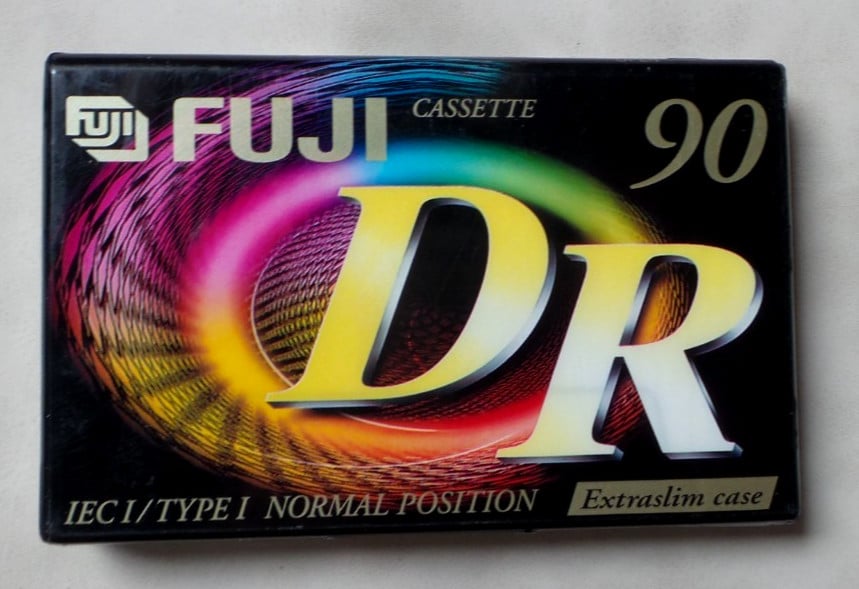 FUJI FUJI CASSETTE 90
DR
IEC I / TYPE I NORMAL POSITION Extraslim case